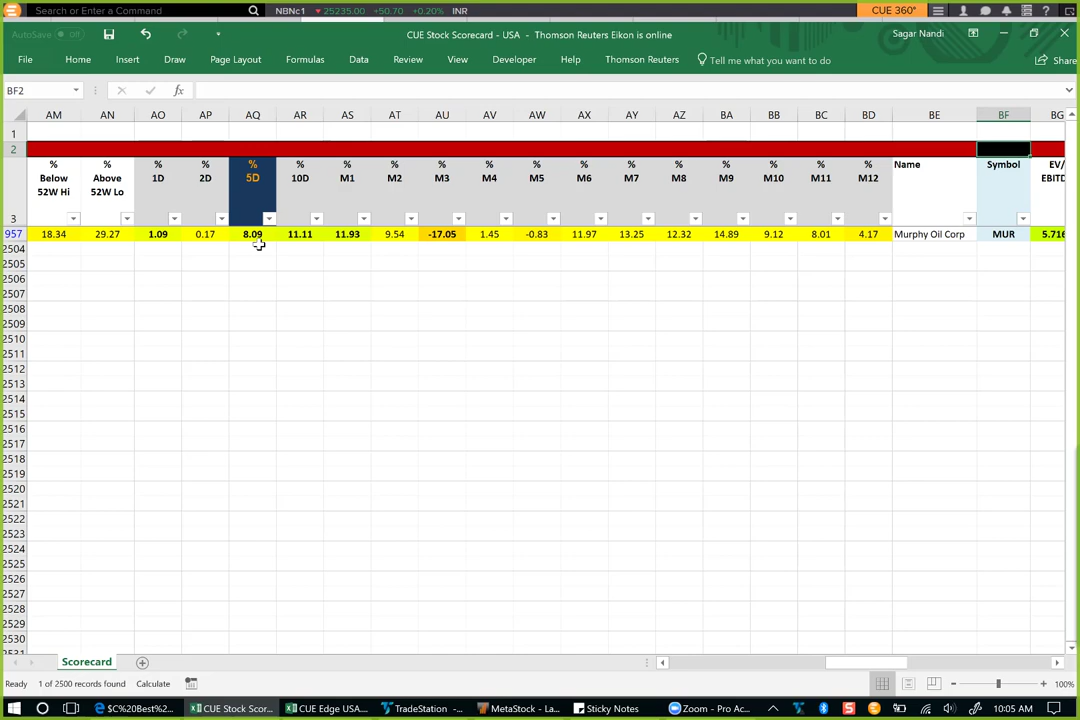 Search or Enter a Command NBNc1 ▼ 25235.00 +50.70 +0.20% INR CUE 360°
AutoSave Off CUE Stock Scorecard - USA - Thomson Reuters Eikon is online Sagar Nandi
File Home Insert Draw Page Layout Formulas Data Review View Developer Help Thomson Reuters Tell me what you want to do Share
BF2 fx
AM AN AO AP AQ AR AS AT AU AV AW AX AY AZ BA BB BC BD BE BF BG
1
2
% % % % % % % % % % % % % % % % % % Name Symbol EV/
Below Above 1D 2D 5D 10D M1 M2 M3 M4 M5 M6 M7 M8 M9 M10 M11 M12 EBITD
52W Hi 52W Lo
3
957 18.34 29.27 1.09 0.17 8.09 11.11 11.93 9.54 -17.05 1.45 -0.83 11.97 13.25 12.32 14.89 9.12 8.01 4.17 Murphy Oil Corp MUR 5.716
2504
2505
2506
2507
2508
2509
2510
2511
2512
2513
2514
2515
2516
2517
2518
2519
2520
2521
2522
2523
2524
2525
2526
2527
2528
2529
2530
2531
Scorecard
Ready 1 of 2500 records found Calculate 100%
$C%20Best%2... CUE Stock Scor... CUE Edge USA,... TradeStation -... MetaStock - La... Sticky Notes Zoom - Pro Ac... 10:05 AM